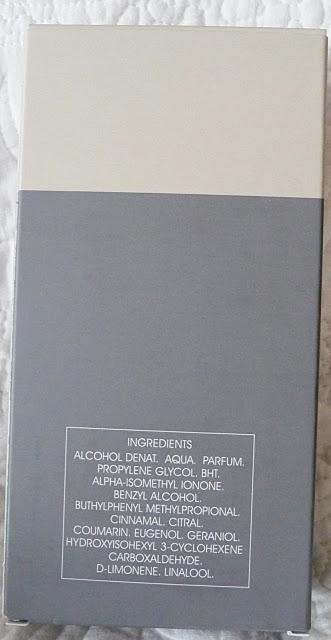 INGREDIENTS
ALCOHOL DENAT. AQUA. PARFUM.
PROPYLENE GLYCOL. BHT.
ALPHA-ISOMETHYL IONONE.
BENZYL ALCOHOL.
BUTHYLPHENYL METHYLPROPIONAL.
CINNAMAL. CITRAL.
COUMARIN. EUGENOL. GERANIOL.
HYDROXYISOHEXYL 3-CYCLOHEXENE
CARBOXALDEHYDE.
D-LIMONENE. LINALOOL.